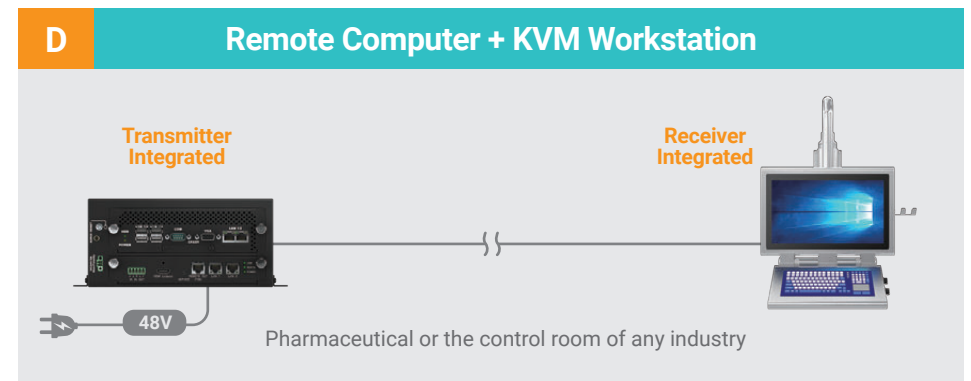 D
Remote Computer + KVM Workstation
Transmitter
Integrated
Receiver
Integrated
48V
Pharmaceutical or the control room of any industry